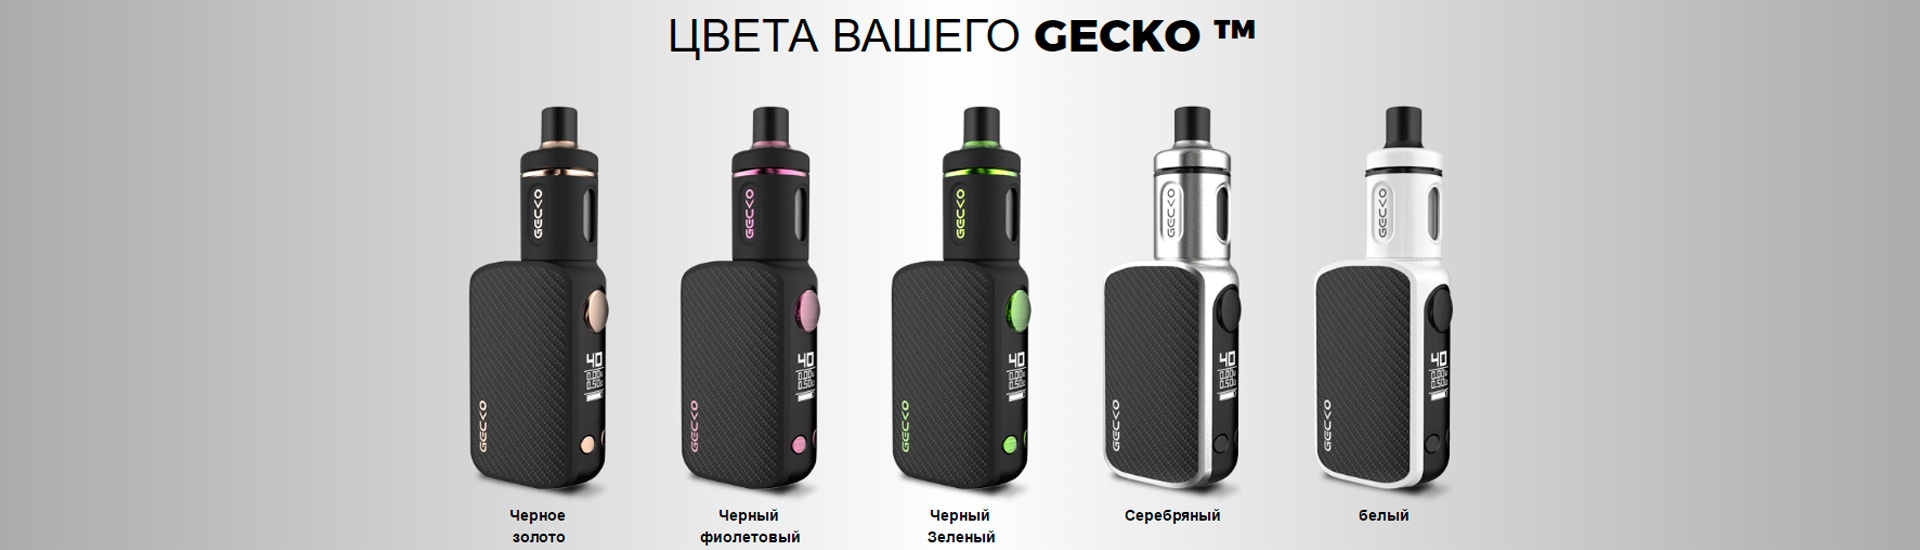 ЦВЕТА ВАШЕГО GECKO ™
GECKO
GECKO
GECKO
GECKO
GECKO
40
40
40
40
40
GECKO
GECKO
GECKO
GECKO
GECKO
Черное
золото
Черный
фиолетовый
Черный
Зеленый
Серебряный
белый